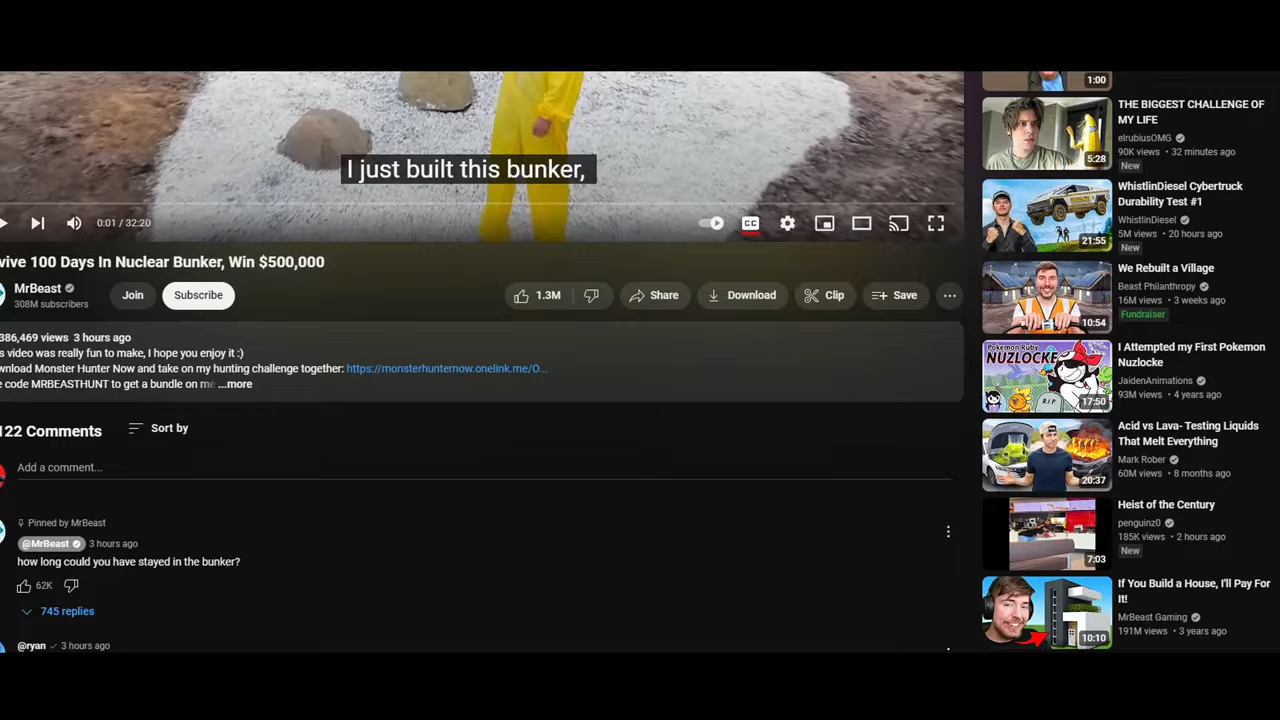 I just built this bunker,
0:01 / 32:20
CC
vive 100 Days In Nuclear Bunker, Win $500,000
MrBeast
308M subscribers
Join
Subscribe
1.3M
Share
Download
Clip
Save
386,469 views 3 hours ago
s video was really fun to make, I hope you enjoy it :)
wnload Monster Hunter Now and take on my hunting challenge together: https://monsterhunternow.onelink.me/O...
e code MRBEASTHUNT to get a bundle on me ...more
122 Comments
Sort by
Add a comment...
Pinned by MrBeast
@MrBeast 3 hours ago
how long could you have stayed in the bunker?
62K
745 replies
@ryan 3 hours ago
1:00
THE BIGGEST CHALLENGE OF
MY LIFE
elrubiusOMG
90K views • 32 minutes ago
New
5:28
WhistlinDiesel Cybertruck
Durability Test #1
WhistlinDiesel
5M views • 20 hours ago
New
21:55
We Rebuilt a Village
Beast Philanthropy
16M views • 3 weeks ago
Fundraiser
10:54
Pokemon Ruby
NUZLOCKE
R.I.P
17:50
I Attempted my First Pokemon
Nuzlocke
JaidenAnimations
93M views • 4 years ago
Acid vs Lava- Testing Liquids
That Melt Everything
Mark Rober
60M views • 8 months ago
20:37
Heist of the Century
penguinz0
185K views • 2 hours ago
New
7:03
If You Build a House, I'll Pay For
It!
MrBeast Gaming
191M views • 3 years ago
10:10